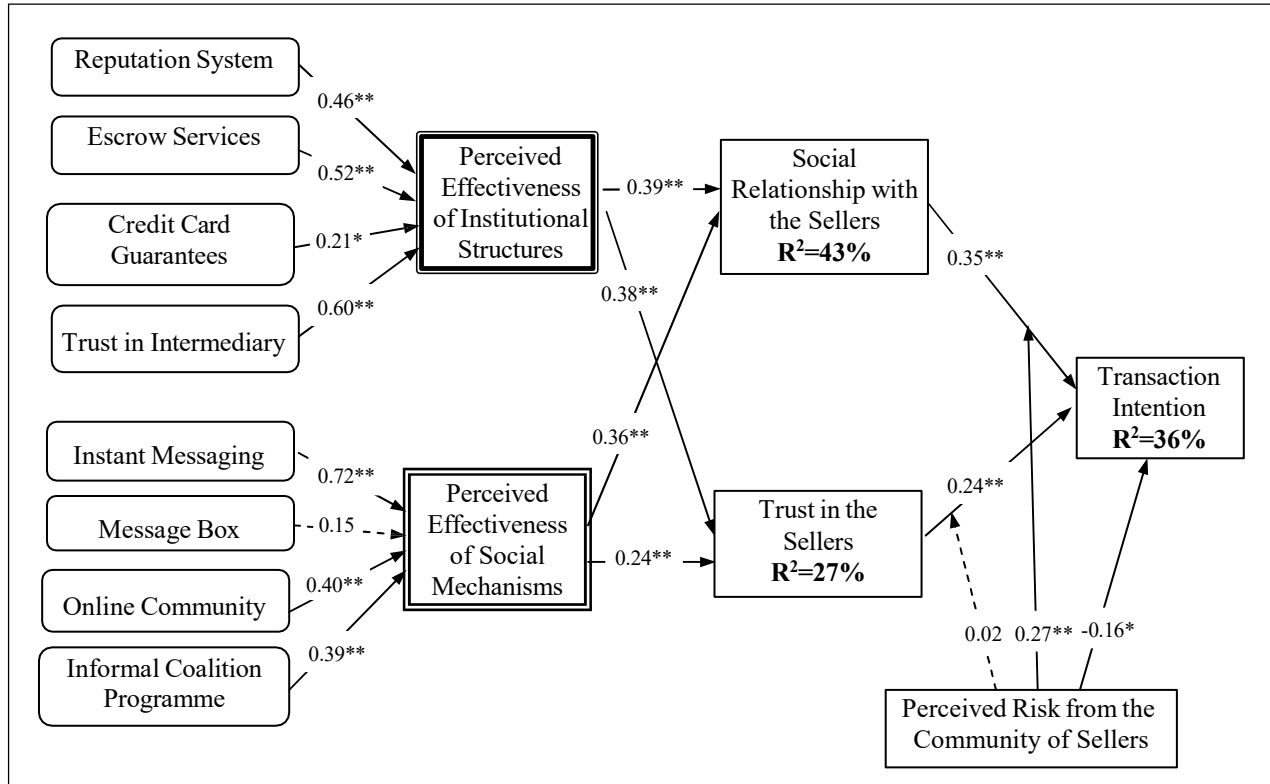 Reputation System
0.46**
Escrow Services
0.52**
Credit Card
Guarantees
0.21*
Trust in Intermediary
0.60**
Perceived
Effectiveness
of Institutional
Structures
0.39**
0.38**
Social
Relationship with
the Sellers
R²=43%
0.35**
Instant Messaging
0.72**
Message Box
0.15
Online Community
0.40**
Informal Coalition
Programme
0.39**
Perceived
Effectiveness
of Social
Mechanisms
0.36**
0.24**
Trust in the
Sellers
R²=27%
0.24**
Transaction
Intention
R²=36%
0.02
0.27**
-0.16*
Perceived Risk from the
Community of Sellers